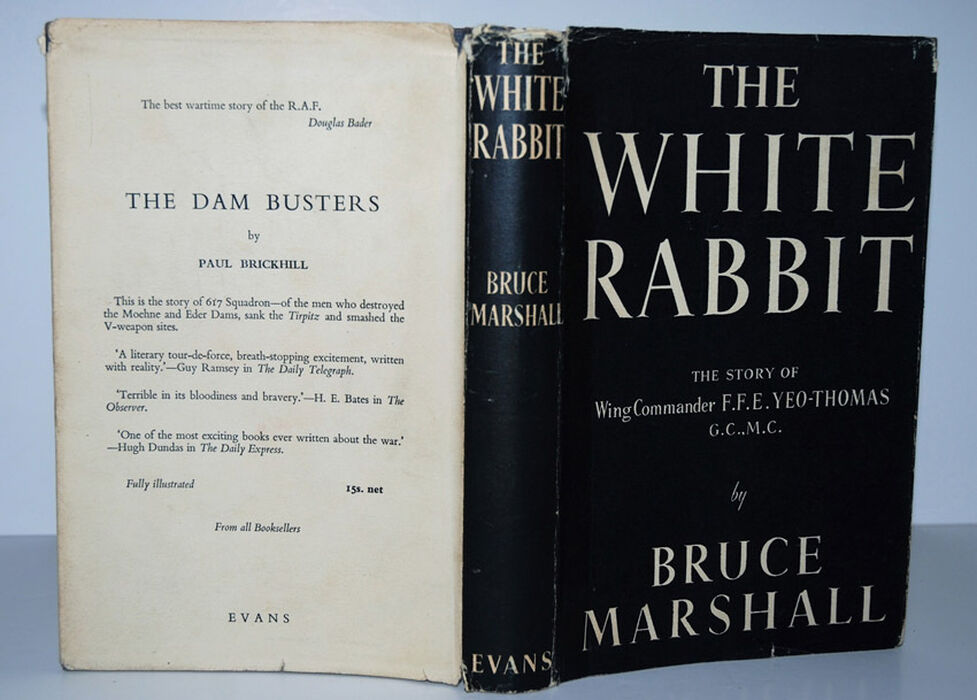 The best wartime story of the R.A.F.
Douglas Bader
THE DAM BUSTERS
by
PAUL BRICKHILL
This is the story of 617 Squadron—of the men who destroyed
the Moehne and Eder Dams, sank the Tirpitz and smashed the
V-weapon sites.
'A literary tour-de-force, breath-stopping excitement, written
with reality.'—Guy Ramsey in The Daily Telegraph.
'Terrible in its bloodiness and bravery.'—H. E. Bates in The
Observer.
'One of the most exciting books ever written about the war.'
—Hugh Dundas in The Daily Express.
Fully illustrated
15s. net
From all Booksellers
EVANS
THE
WHITE
RABBIT
BRUCE
MARSHALL
EVANS
THE
WHITE
RABBIT
THE STORY OF
Wing Commander F.F.E. YEO-THOMAS
G.C.,M.C.
by
BRUCE
MARSHALL